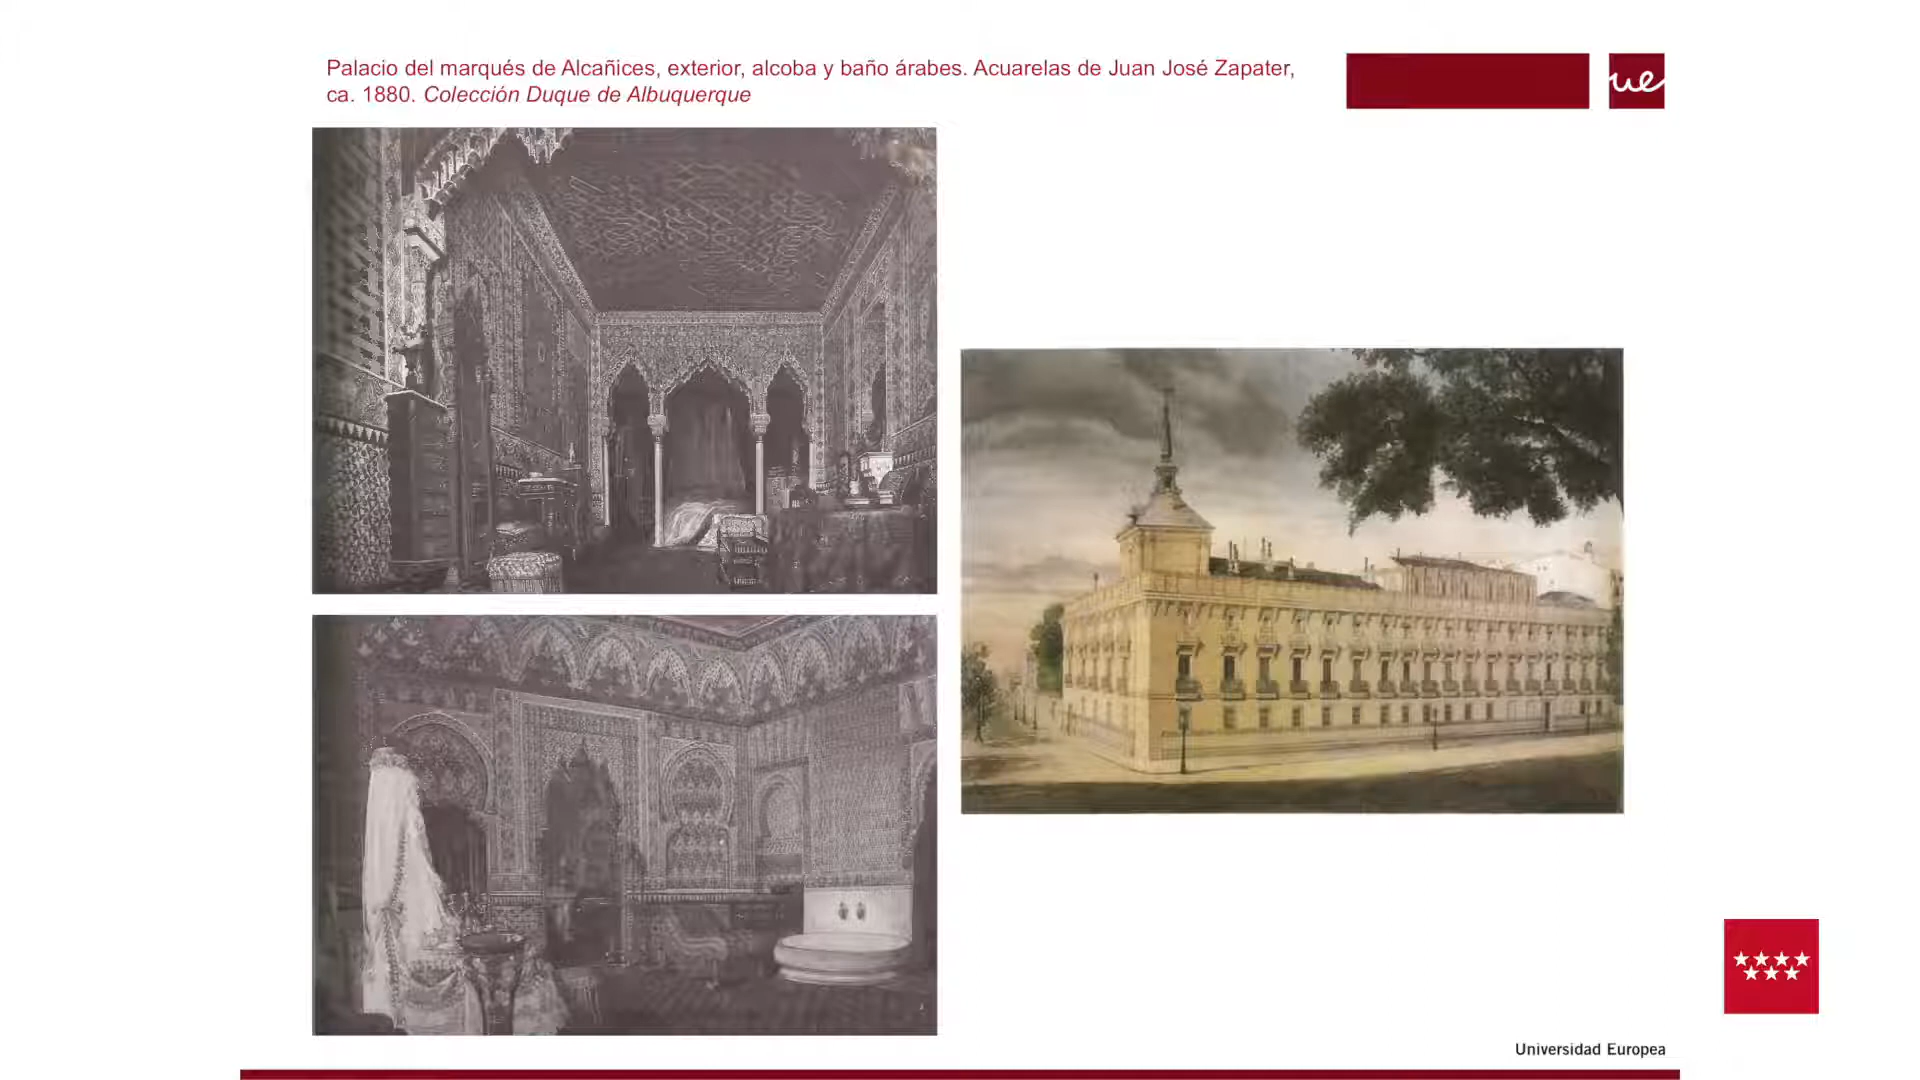 Palacio del marqués de Alcañices, exterior, alcoba y baño árabes. Acuarelas de Juan José Zapater,
ca. 1880. Colección Duque de Albuquerque
ue
Universidad Europea